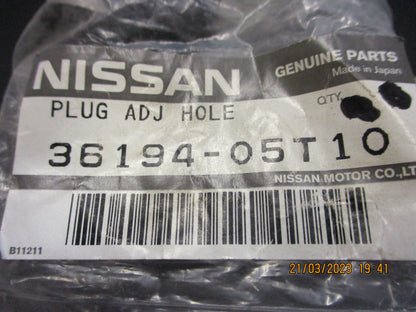 NISSAN
GENUINE PARTS
Made in Japan
PLUG ADJ HOLE
QTY
36194-05T10
NISSAN MOTOR CO.,LT
B11211
21/03/2023 19:41